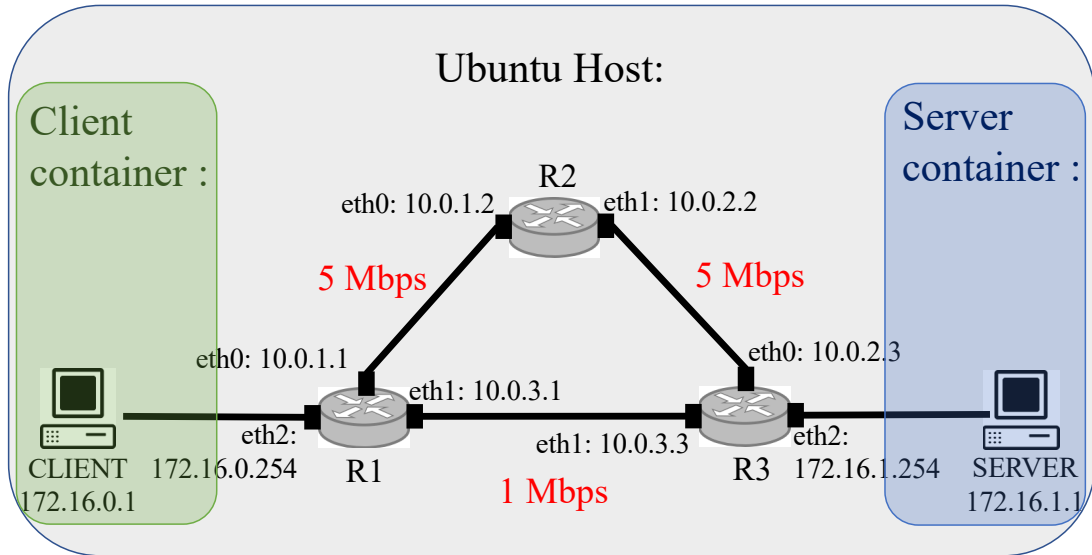 Ubuntu Host:
Client
container :
Server
container :
R2
eth0: 10.0.1.2
eth1: 10.0.2.2
5 Mbps
5 Mbps
eth0: 10.0.1.1
eth0: 10.0.2.3
eth1: 10.0.3.1
eth2:
172.16.0.254
eth1: 10.0.3.3
eth2:
172.16.1.254
CLIENT
172.16.0.1
R1
1 Mbps
R3
SERVER
172.16.1.1